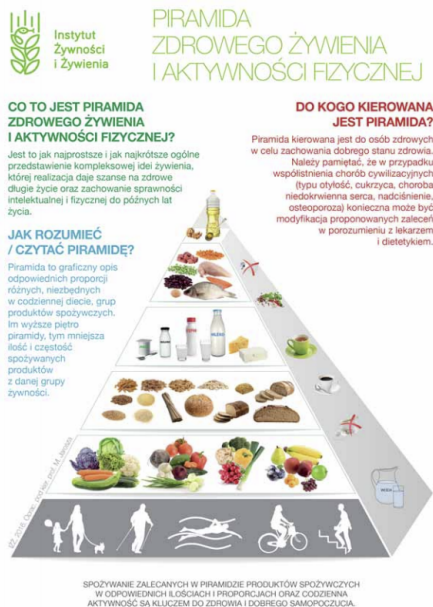 Instytut
Żywności
i Żywienia
PIRAMIDA
ZDROWEGO ŻYWIENIA
I AKTYWNOŚCI FIZYCZNEJ
CO TO JEST PIRAMIDA
ZDROWEGO ŻYWIENIA
I AKTYWNOŚCI FIZYCZNEJ?
Jest to jak najprostsze i jak najkrótsze ogólne
przedstawienie kompleksowej idei żywienia,
której realizacja daje szanse na zdrowe
długie życie oraz zachowanie sprawności
intelektualnej i fizycznej do późnych lat
życia.
JAK ROZUMIEĆ
/ CZYTAĆ PIRAMIDĘ?
Piramida to graficzny opis
odpowiednich proporcji
różnych, niezbędnych
w codziennej diecie, grup
produktów spożywczych.
Im wyższe piętro
piramidy, tym mniejsza
ilość i częstość
spożywanych
produktów
z danej grupy
żywności.
DO KOGO KIEROWANA
JEST PIRAMIDA?
Piramida kierowana jest do osób zdrowych
w celu zachowania dobrego stanu zdrowia.
Należy pamiętać, że w przypadku
współistnienia chorób cywilizacyjnych
(typu otyłość, cukrzyca, choroba
niedokrwienna serca, nadciśnienie,
osteoporoza) konieczna może być
modyfikacja proponowanych zaleceń
w porozumieniu z lekarzem
i dietetykiem.
SPOŻYWANIE ZALECANYCH W PIRAMIDZIE PRODUKTÓW SPOŻYWCZYCH
W ODPOWIEDNICH ILOŚCIACH I PROPORCJACH ORAZ CODZIENNA
AKTYWNOŚĆ SĄ KLUCZEM DO ZDROWIA I DOBREGO SAMOPOCZUCIA.